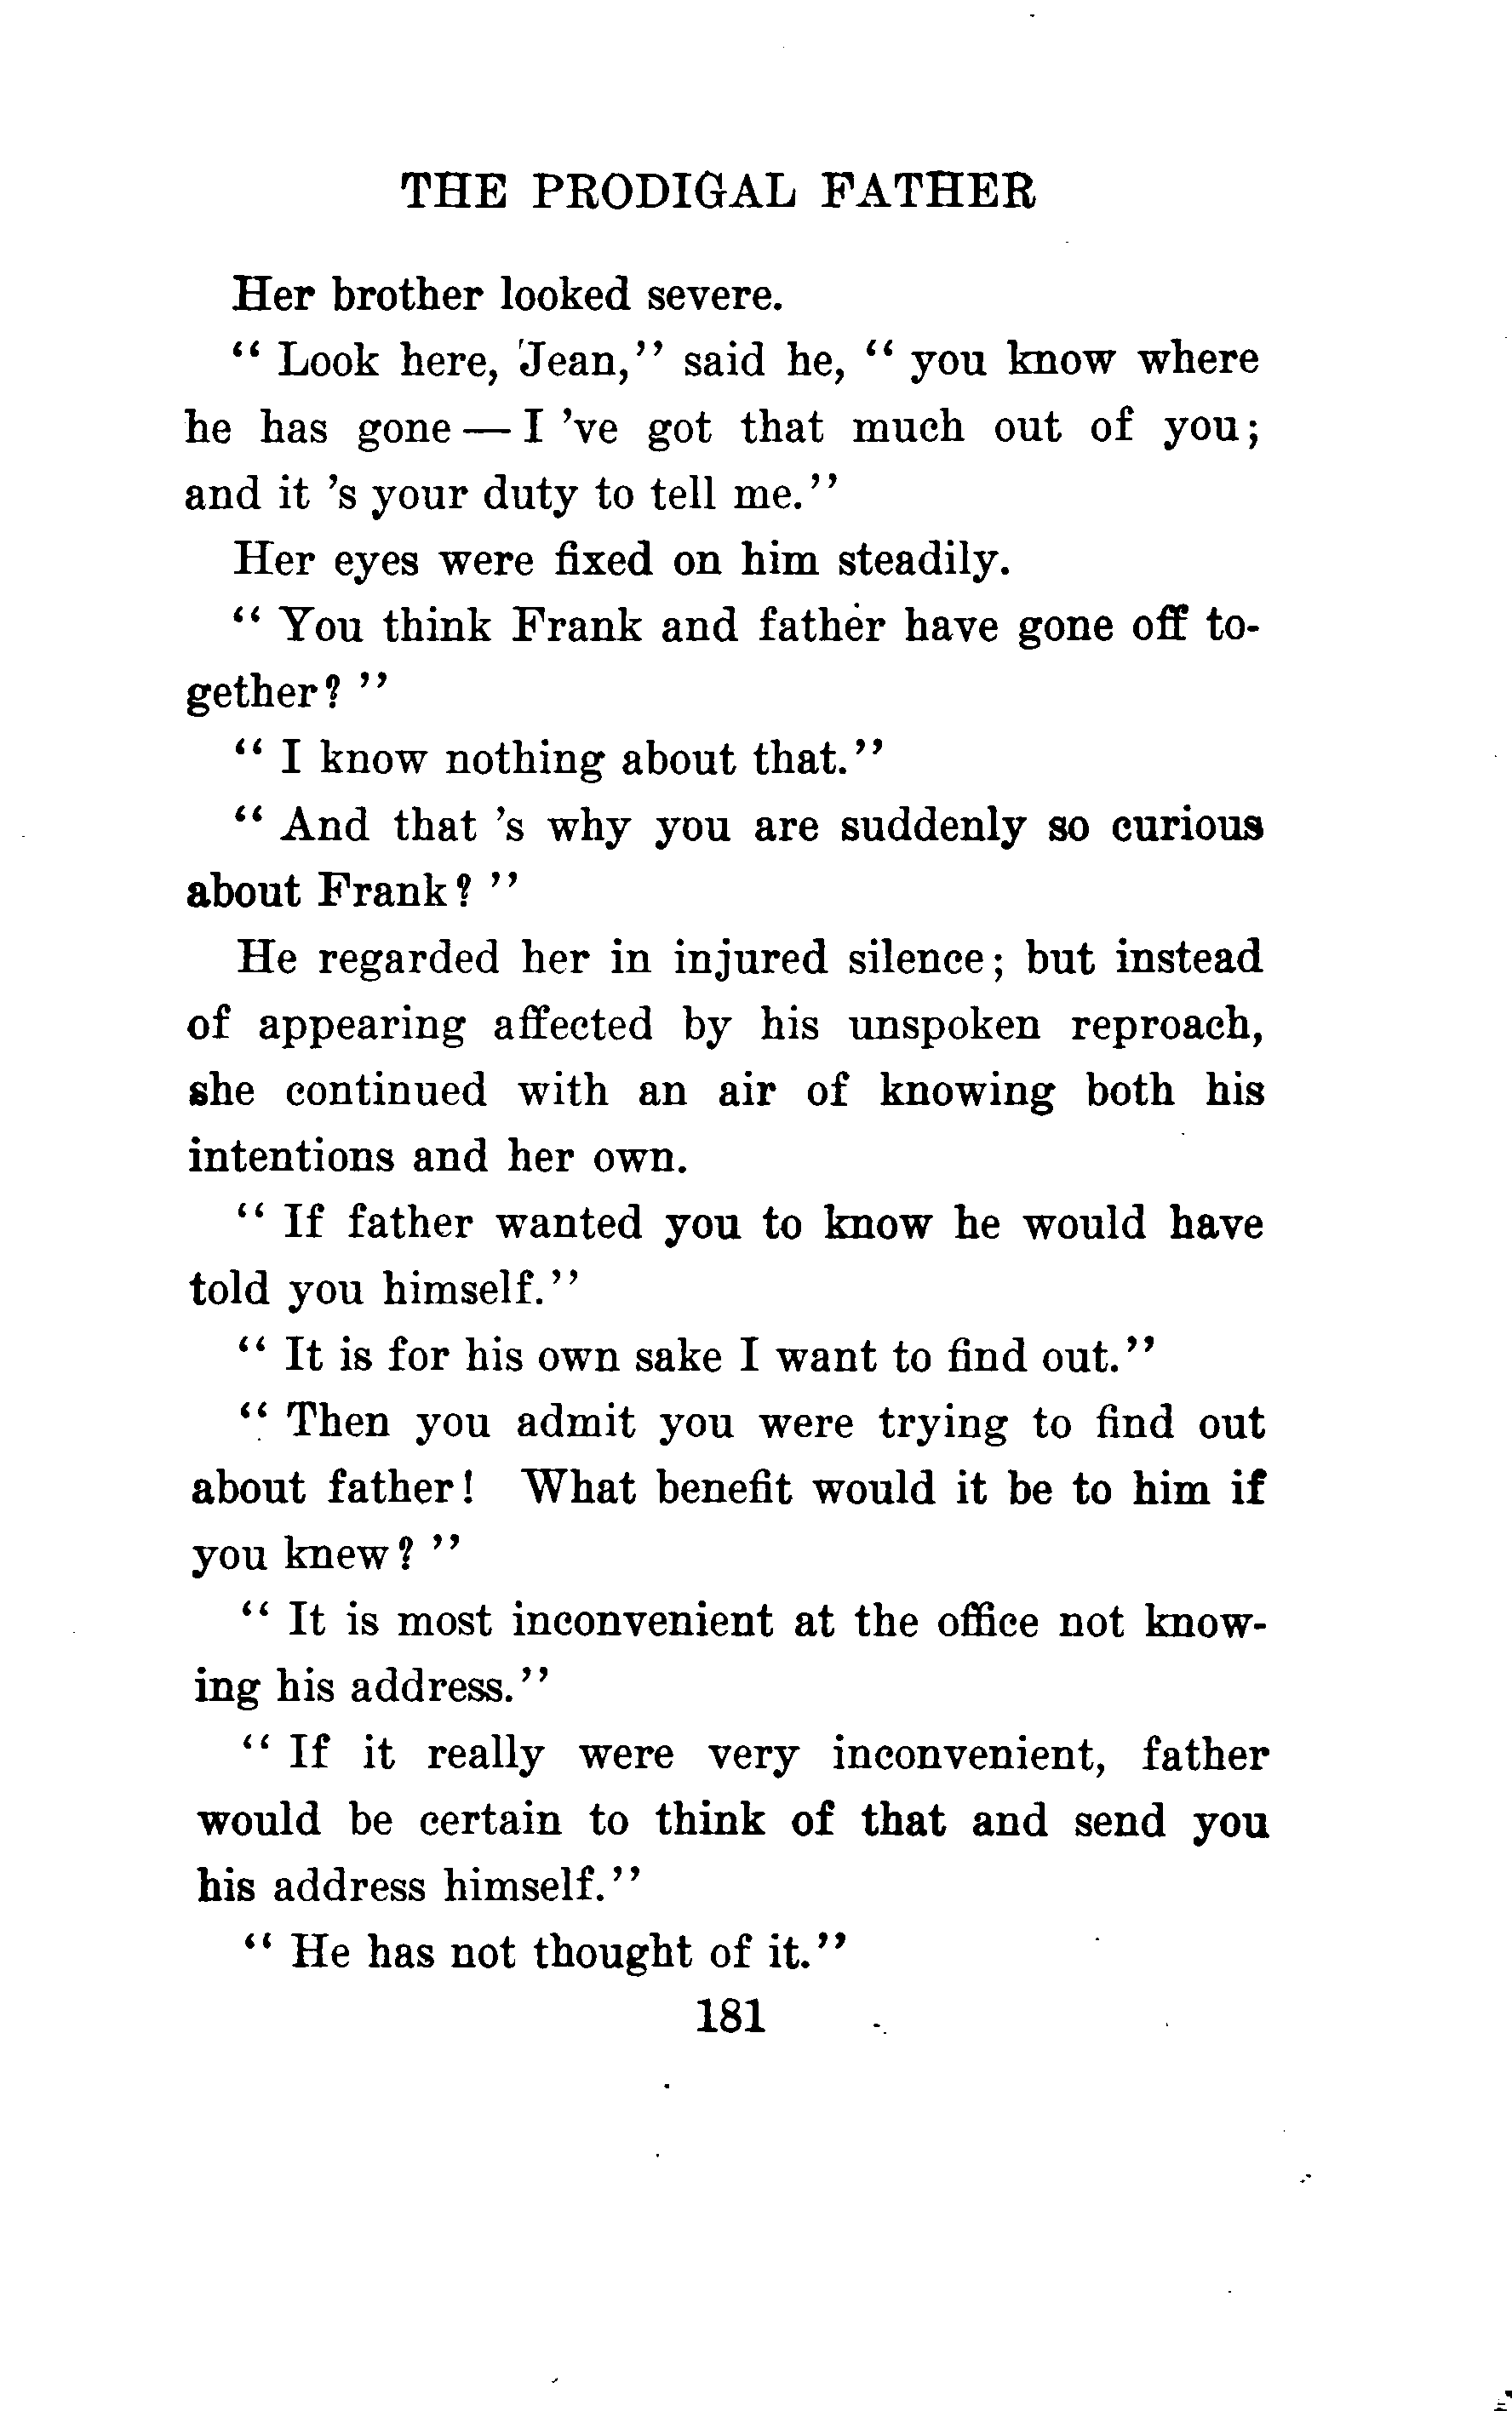 THE PRODIGAL FATHER
Her brother looked severe.
“ Look here, Jean,” said he, “ you know where
he has gone — I 've got that much out of you;
and it 's your duty to tell me.”
Her eyes were fixed on him steadily.
“ You think Frank and father have gone off to-
gether? ”
“ I know nothing about that.”
“ And that 's why you are suddenly so curious
about Frank? ”
He regarded her in injured silence; but instead
of appearing affected by his unspoken reproach,
she continued with an air of knowing both his
intentions and her own.
“ If father wanted you to know he would have
told you himself.”
“ It is for his own sake I want to find out.”
“ Then you admit you were trying to find out
about father! What benefit would it be to him if
you knew? ”
“ It is most inconvenient at the office not know-
ing his address.”
“ If it really were very inconvenient, father
would be certain to think of that and send you
his address himself.”
“ He has not thought of it.”
181